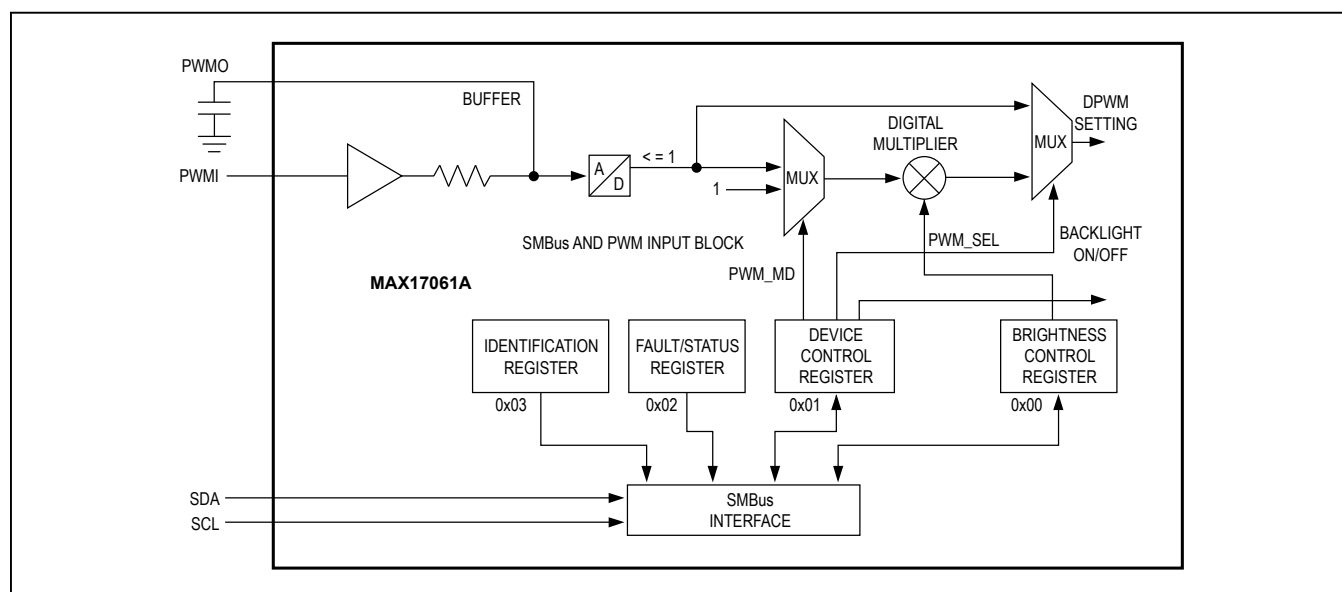 PWMO
BUFFER
DPWM
SETTING
DIGITAL
MULTIPLIER
MUX
< = 1
A
D
PWMI
1
MUX
SMBus AND PWM INPUT BLOCK
PWM_SEL
BACKLIGHT
ON/OFF
PWM_MD
MAX17061A
IDENTIFICATION
REGISTER
FAULT/STATUS
REGISTER
DEVICE
CONTROL
REGISTER
BRIGHTNESS
CONTROL
REGISTER
0x03
0x02
0x01
0x00
SDA
SCL
SMBus
INTERFACE